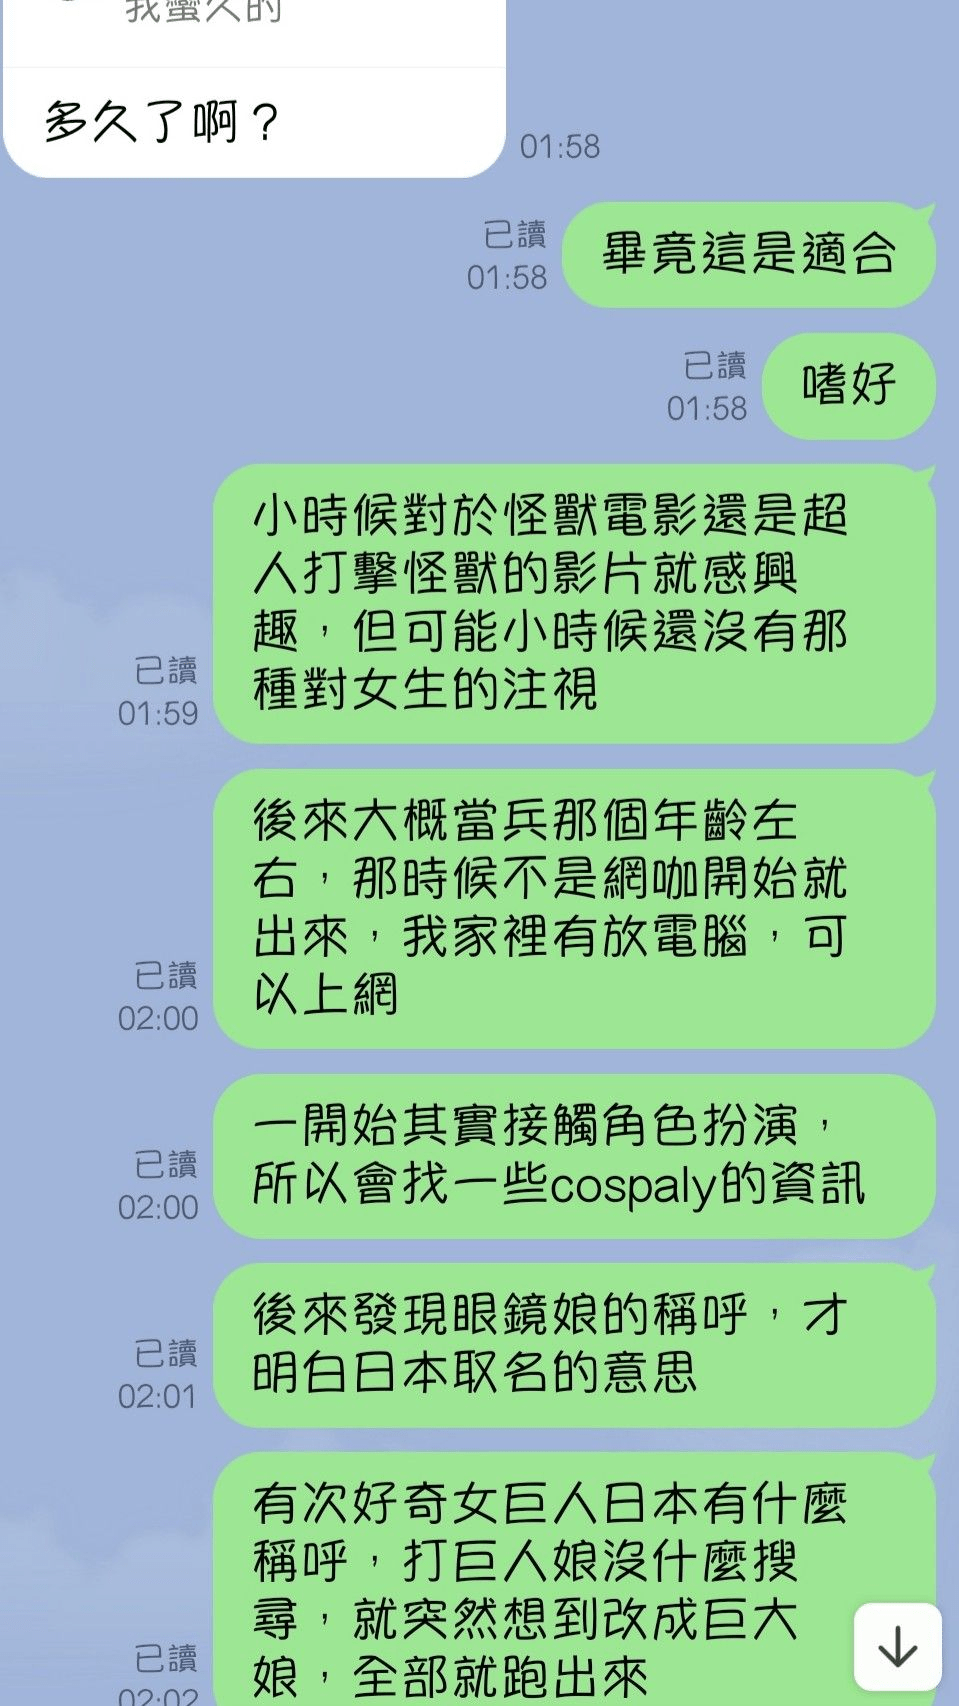 我蠻久的
多久了啊？
01:58
已讀
01:58
畢竟這是適合
已讀
01:58
嗜好
小時候對於怪獸電影還是超
人打擊怪獸的影片就感興
趣，但可能小時候還沒有那
種對女生的注視
已讀
01:59
後來大概當兵那個年齡左
右，那時候不是網咖開始就
出來，我家裡有放電腦，可
以上網
已讀
02:00
一開始其實接觸角色扮演，
所以會找一些cospaly的資訊
已讀
02:00
後來發現眼鏡娘的稱呼，才
明白日本取名的意思
已讀
02:01
有次好奇女巨人日本有什麼
稱呼，打巨人娘沒什麼搜
尋，就突然想到改成巨大
娘，全部就跑出來
已讀
02:02